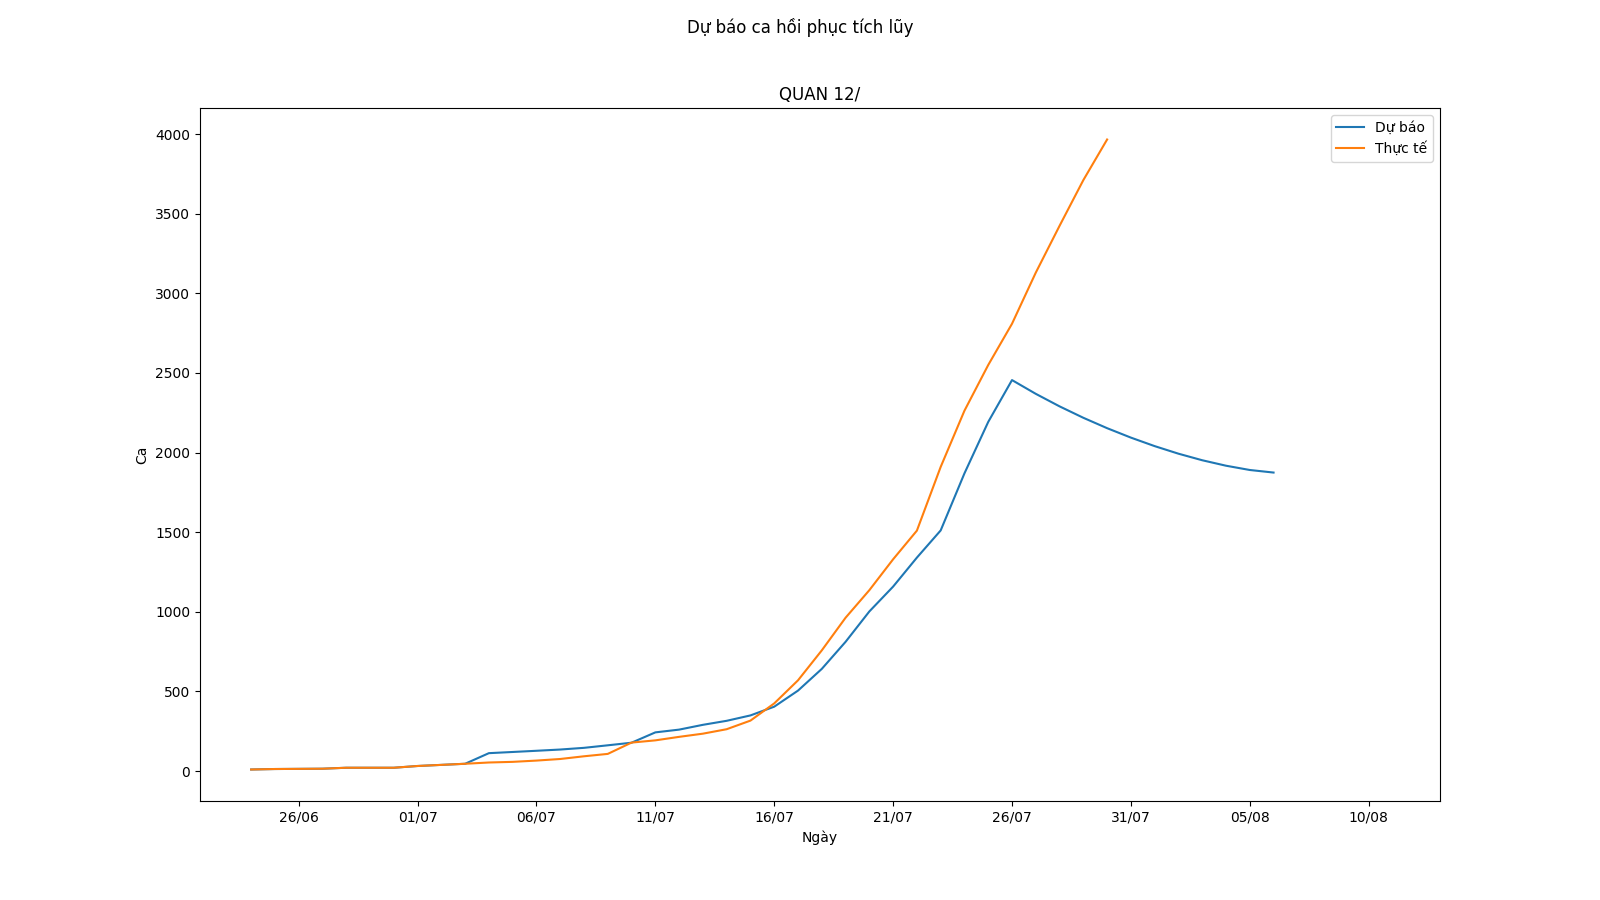 Dự báo ca hồi phục tích lũy
QUAN 12/
Dự báo
Thực tế
4000
3500
3000
2500
2000
1500
1000
500
0
Ca
26/06 01/07 06/07 11/07 16/07 21/07 26/07 31/07 05/08 10/08
Ngày